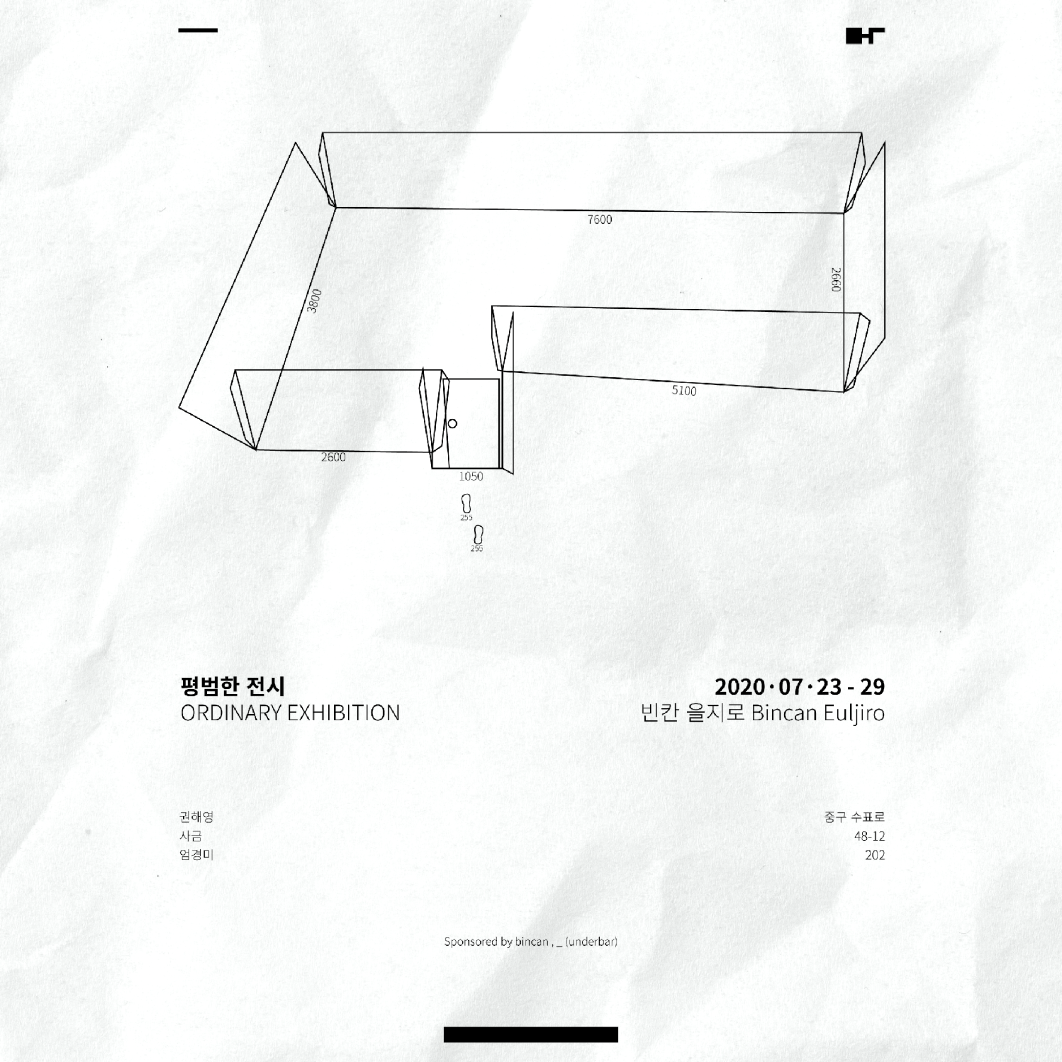 7600
3800
2660
5100
2600
1050
255
255
평범한 전시
ORDINARY EXHIBITION
2020·07·23 - 29
빈칸 을지로 Bincan Euljiro
권해영
사금
엄경미
중구 수표로
48-12
202
Sponsored by bincan , _ (underbar)